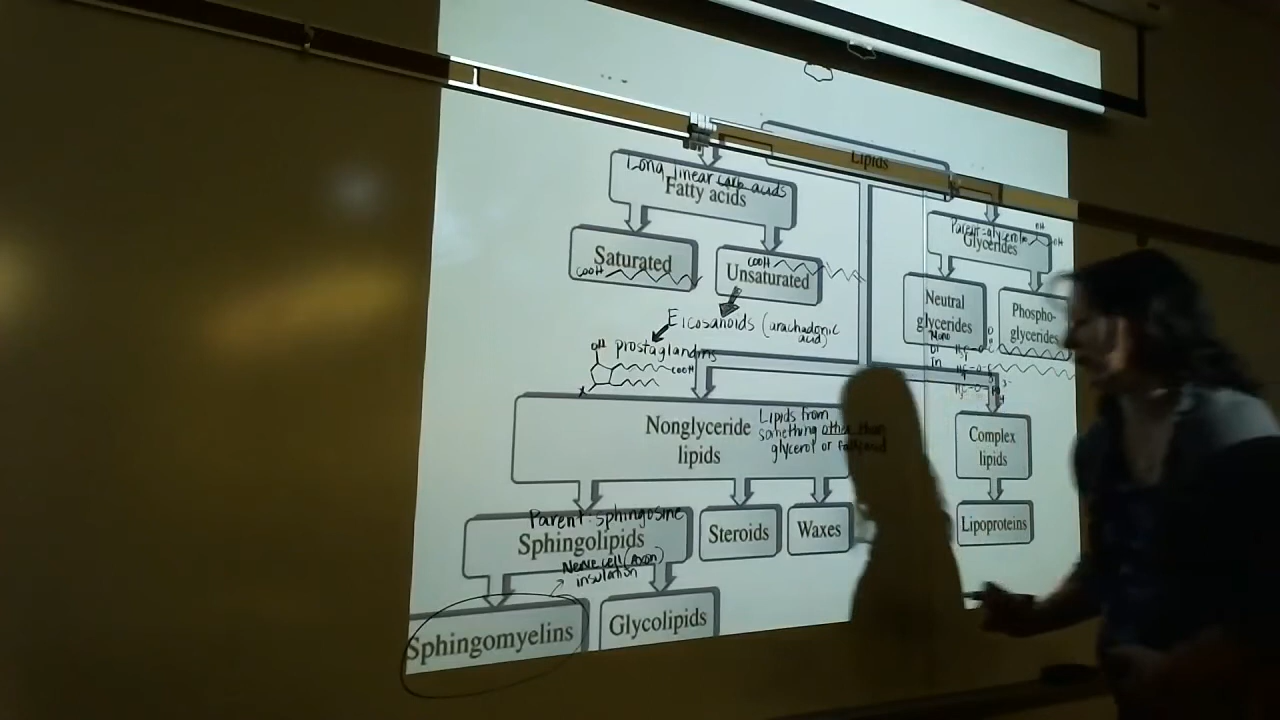 Lipids
Long linear carb acids
Fatty acids
Saturated
COOH
Unsaturated
COOH
Parent-glycerol
OH
OH
Glycerides
Neutral
glycerides
Mono
Di
Tri
Phospho-
glycerides
Eicosanoids (arachadonic
acid)
prostaglandins
OH
COOH
Nonglyceride
lipids
Lipids from
something other than
glycerol or
Complex
lipids
Lipoproteins
Parent: sphingosine
Sphingolipids
Steroids
Waxes
Nerve cell (Axon)
insulation
Sphingomyelins
Glycolipids